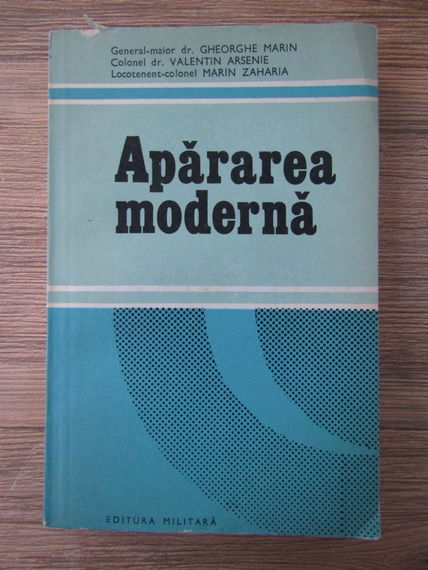 General-maior dr. GHEORGHE MARIN
Colonel dr. VALENTIN ARSENIE
Locotenent-colonel MARIN ZAHARIA
Apărarea
modernă
EDITURA MILITARĂ